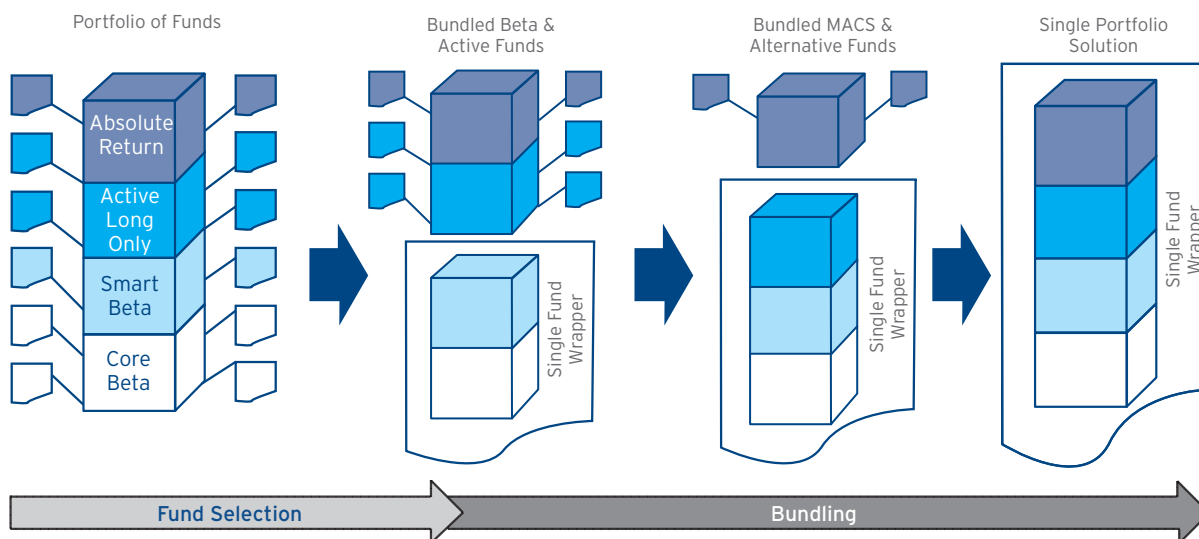 Portfolio of Funds
Bundled Beta &
Active Funds
Bundled MACS &
Alternative Funds
Single Portfolio
Solution
Absolute
Return
Active
Long
Only
Smart
Beta
Core
Beta
Single Fund
Wrapper
Single Fund
Wrapper
Single Fund
Wrapper
Fund Selection
Bundling